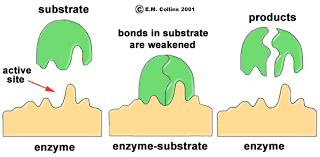 substrate
© E.M. Collins 2001
products
bonds in substrate
are weakened
active
site
enzyme
enzyme-substrate
enzyme